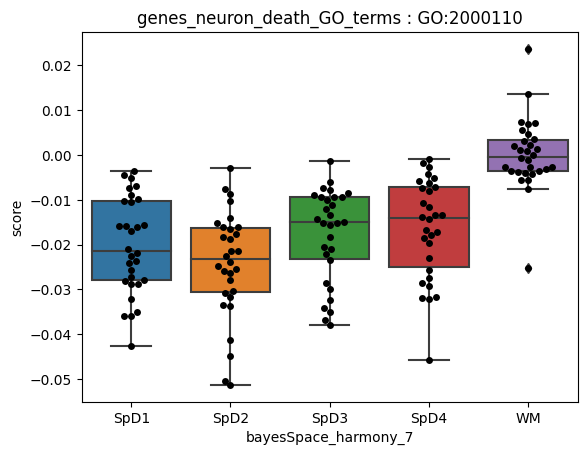 genes_neuron_death_GO_terms : GO:2000110
0.02
0.01
0.00
−0.01
−0.02
−0.03
−0.04
−0.05
score
SpD1 SpD2 SpD3 SpD4 WM
bayesSpace_harmony_7